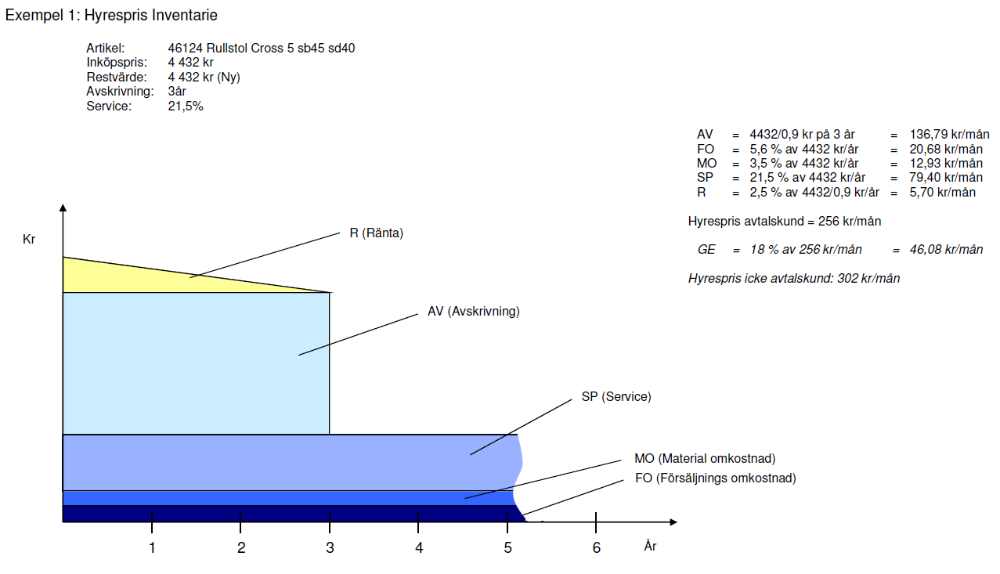 Exempel 1: Hyrespris Inventarie
Artikel: 46124 Rullstol Cross 5 sb45 sd40
Inköpspris: 4 432 kr
Restvärde: 4 432 kr (Ny)
Avskrivning: 3år
Service: 21,5%
AV = 4432/0,9 kr på 3 år = 136,79 kr/mån
FO = 5,6 % av 4432 kr/år = 20,68 kr/mån
MO = 3,5 % av 4432 kr/år = 12,93 kr/mån
SP = 21,5 % av 4432 kr/år = 79,40 kr/mån
R = 2,5 % av 4432/0,9 kr/år = 5,70 kr/mån
Hyrespris avtalskund = 256 kr/mån
GE = 18 % av 256 kr/mån = 46,08 kr/mån
Hyrespris icke avtalskund: 302 kr/mån
Kr
R (Ränta)
AV (Avskrivning)
SP (Service)
MO (Material omkostnad)
FO (Försäljnings omkostnad)
1 2 3 4 5 6 År